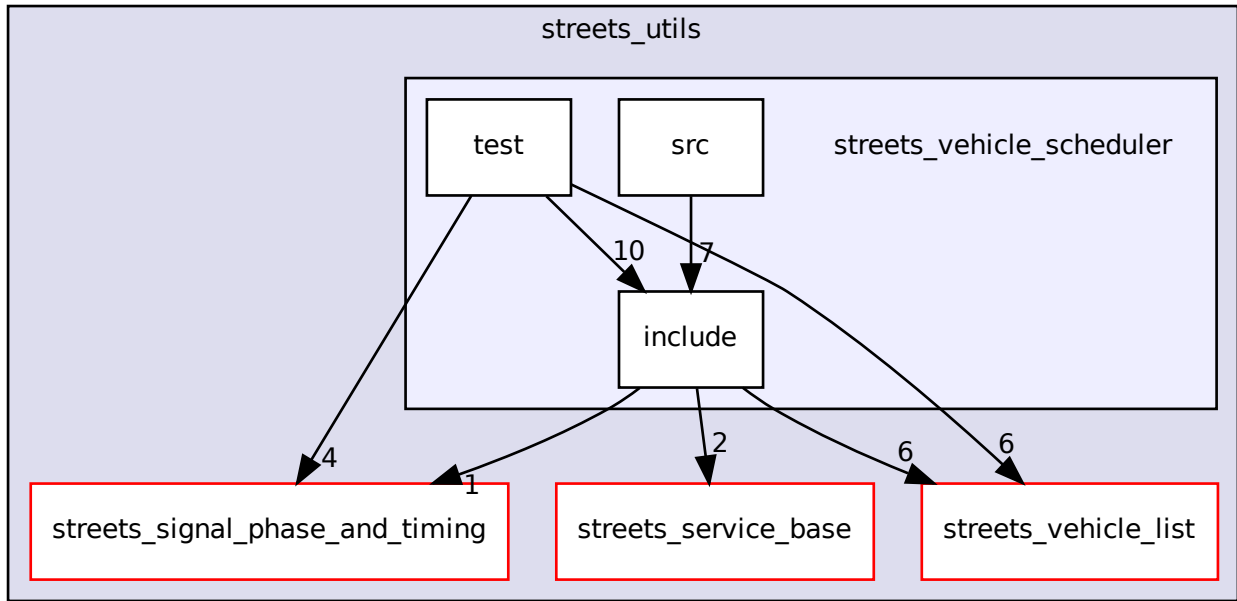 streets_utils
test
src
streets_vehicle_scheduler
10
7
include
4
1
2
6
6
streets_signal_phase_and_timing
streets_service_base
streets_vehicle_list